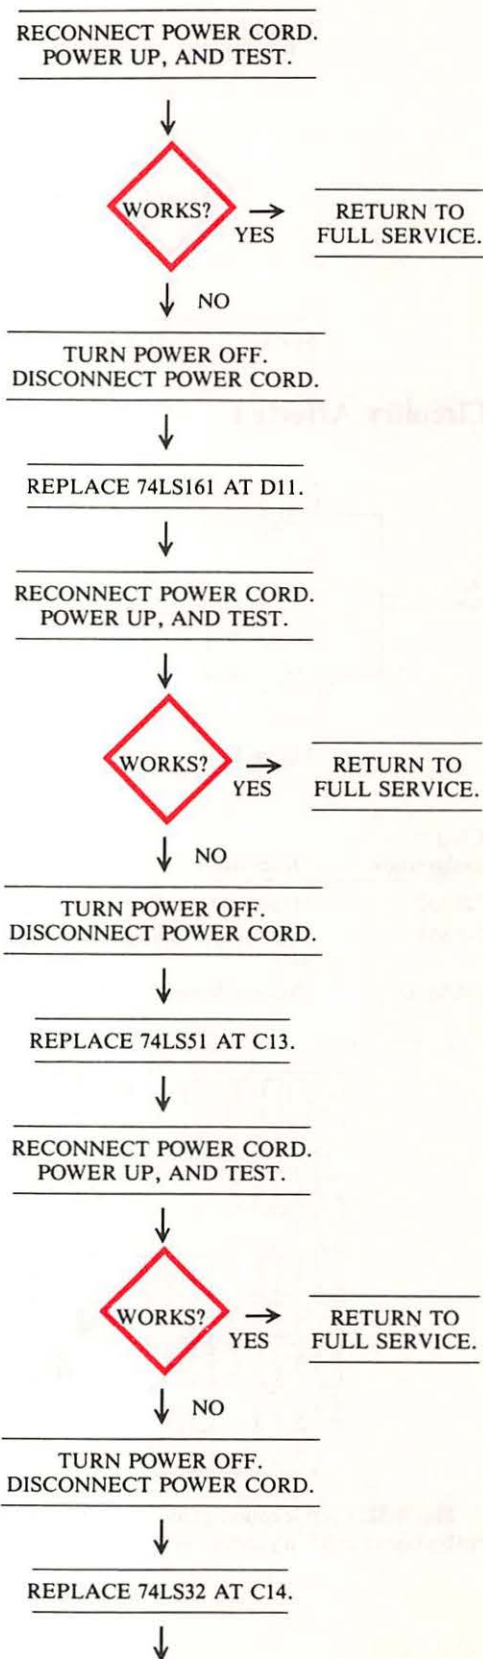 RECONNECT POWER CORD.
POWER UP, AND TEST.
WORKS?
YES
RETURN TO
FULL SERVICE.
NO
TURN POWER OFF.
DISCONNECT POWER CORD.
REPLACE 74LS161 AT D11.
RECONNECT POWER CORD.
POWER UP, AND TEST.
WORKS?
YES
RETURN TO
FULL SERVICE.
NO
TURN POWER OFF.
DISCONNECT POWER CORD.
REPLACE 74LS51 AT C13.
RECONNECT POWER CORD.
POWER UP, AND TEST.
WORKS?
YES
RETURN TO
FULL SERVICE.
NO
TURN POWER OFF.
DISCONNECT POWER CORD.
REPLACE 74LS32 AT C14.